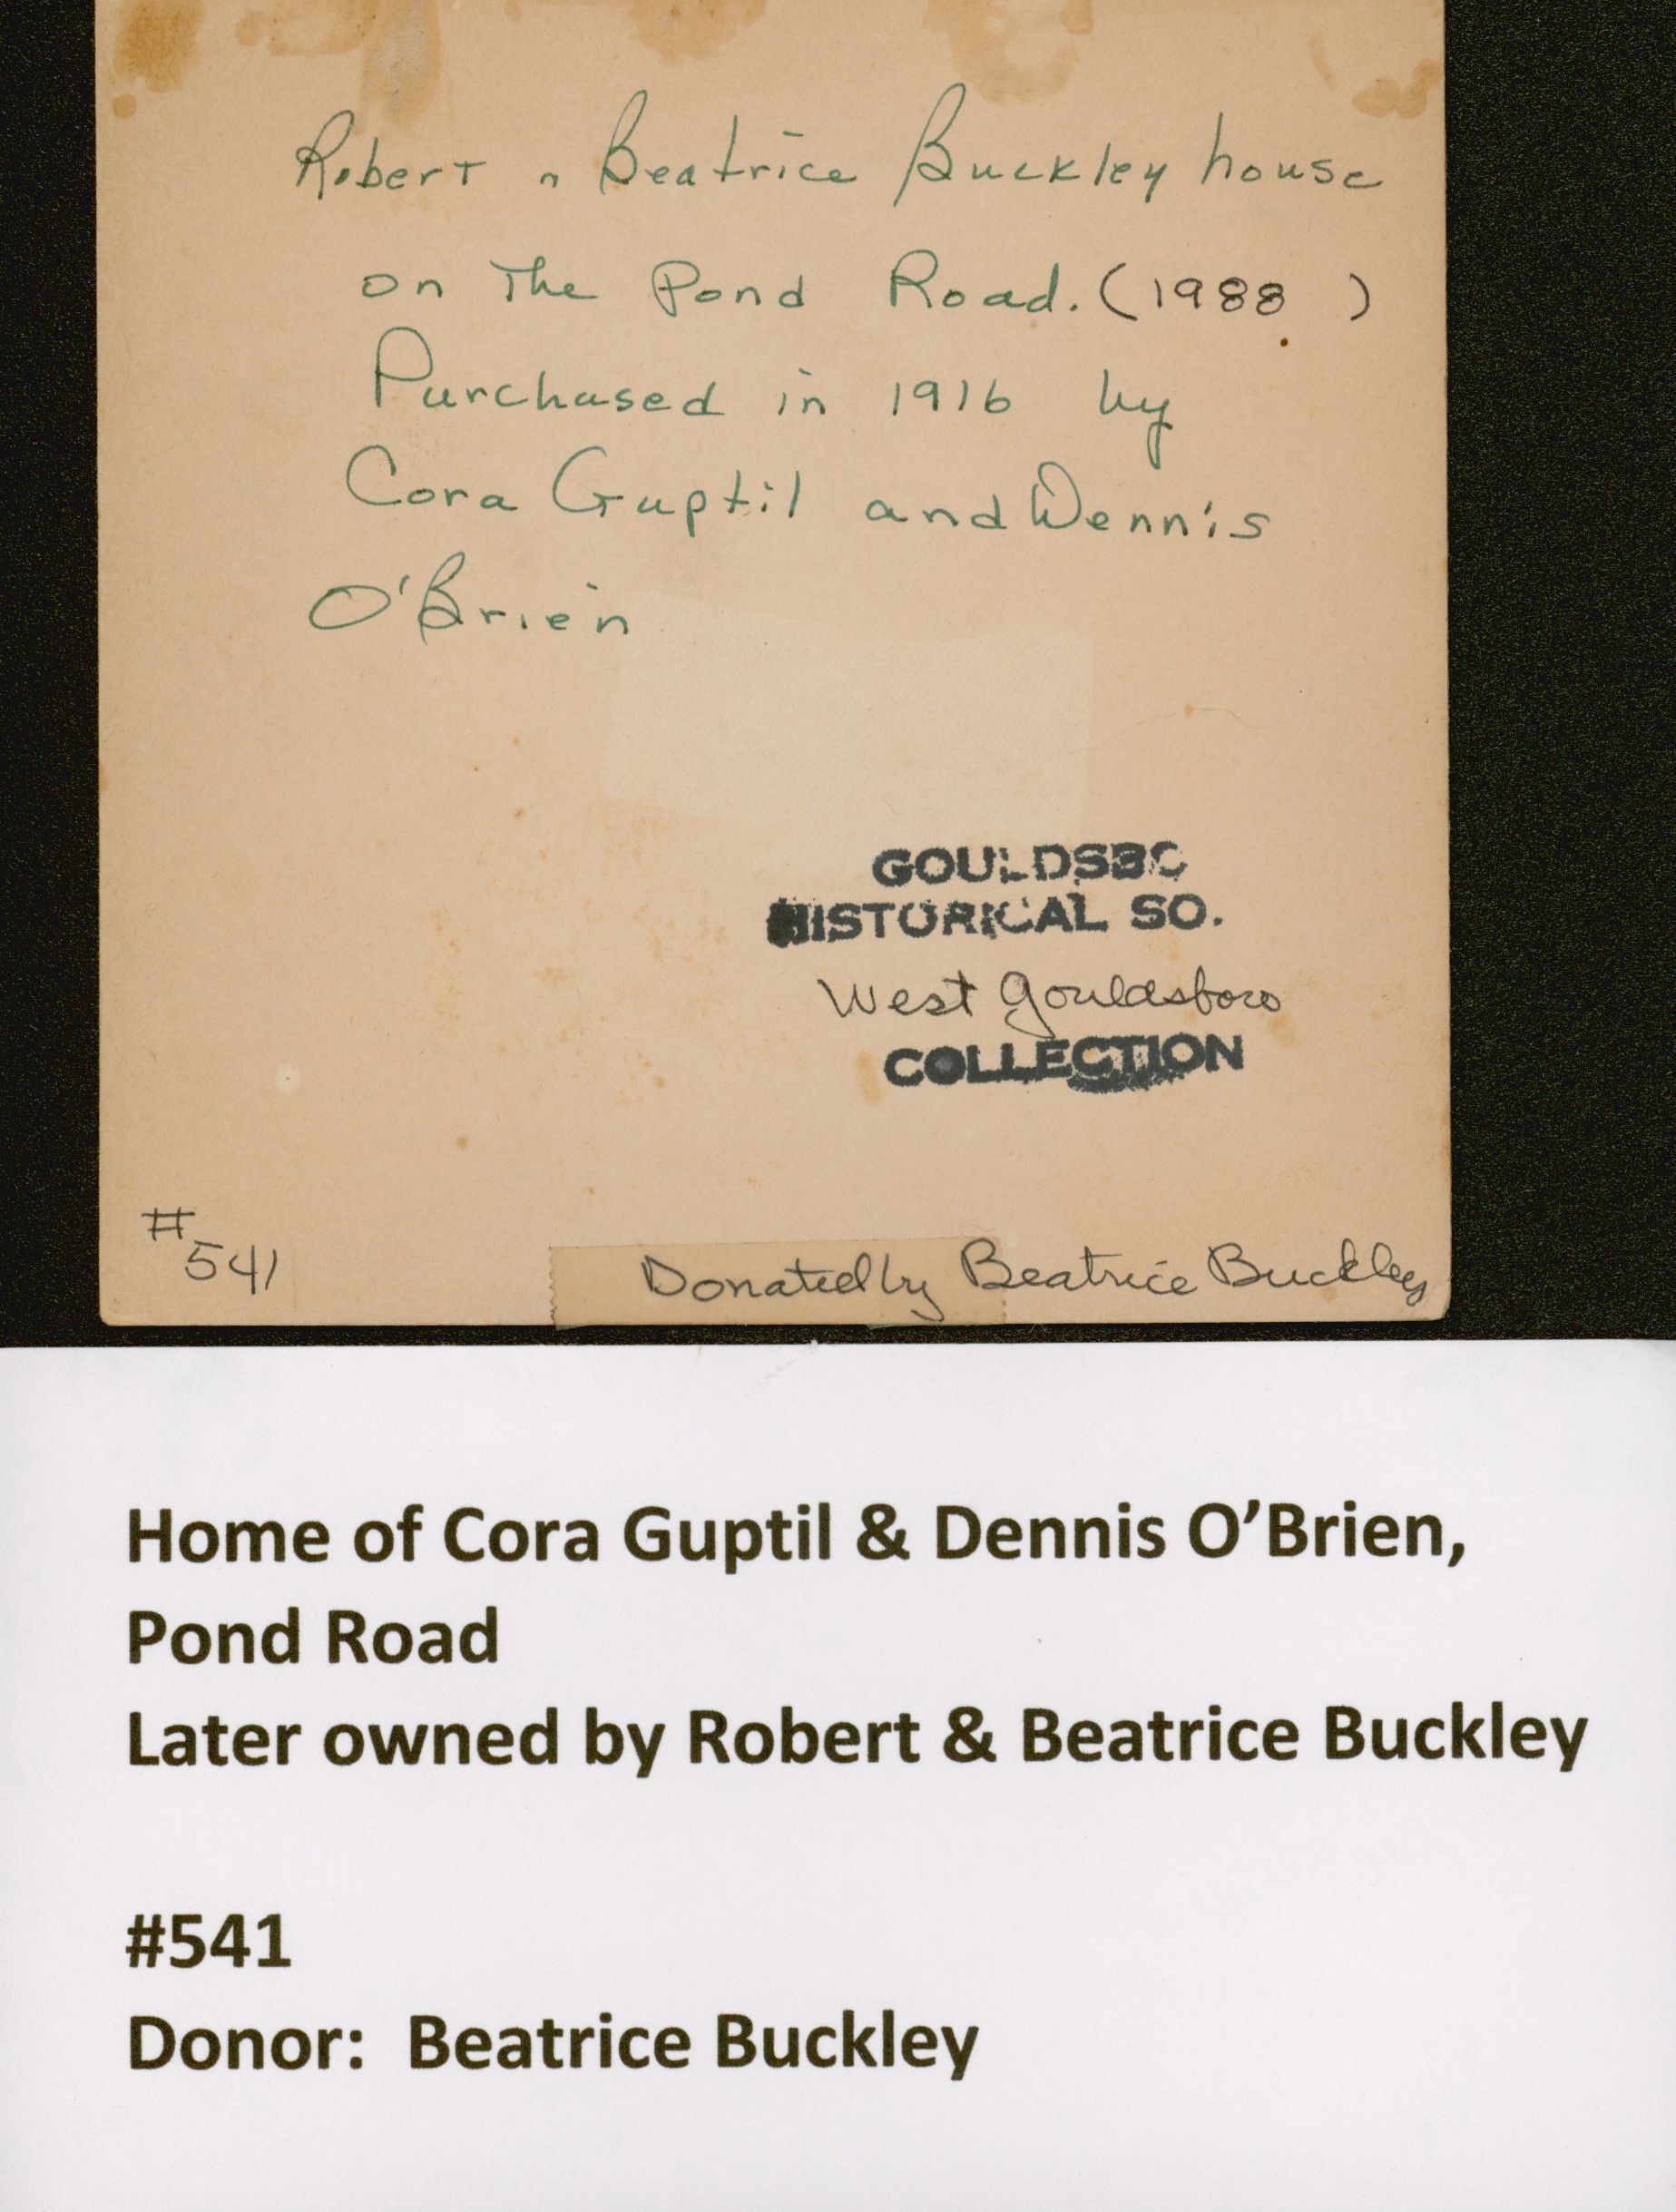 Robert n Beatrice Buckley house
on The Pond Road. (1988 )
Purchased in 1916 by
Cora Guptil and Dennis
O'Brien
GOULDSBO
HISTORICAL SO.
West Gouldsboro
COLLECTION
#
541
Donated by Beatrice Buckley
Home of Cora Guptil & Dennis O’Brien,
Pond Road
Later owned by Robert & Beatrice Buckley
#541
Donor: Beatrice Buckley